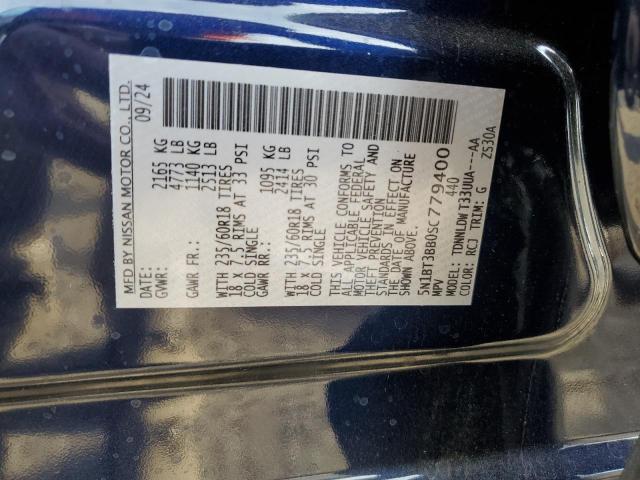 MFD BY NISSAN MOTOR CO., LTD.
09/24
GVWR: 2165 KG
4773 LB
GAWR FR.: 1140 KG
2513 LB
WITH 235/60R18 TIRES
18 X 7.5J RIMS AT 33 PSI
COLD SINGLE
GAWR RR.: 1095 KG
2414 LB
WITH 235/60R18 TIRES
18 X 7.5J RIMS AT 30 PSI
COLD SINGLE
THIS VEHICLE CONFORMS TO
ALL APPLICABLE FEDERAL
MOTOR VEHICLE SAFETY AND
THEFT PREVENTION
STANDARDS IN EFFECT ON
THE DATE OF MANUFACTURE
SHOWN ABOVE.
5N1BT3BB0SC779400
MPV 440
MODEL: TDNNLDWT33UUA---AA
COLOR: RCJ TRIM: G
ZS30A